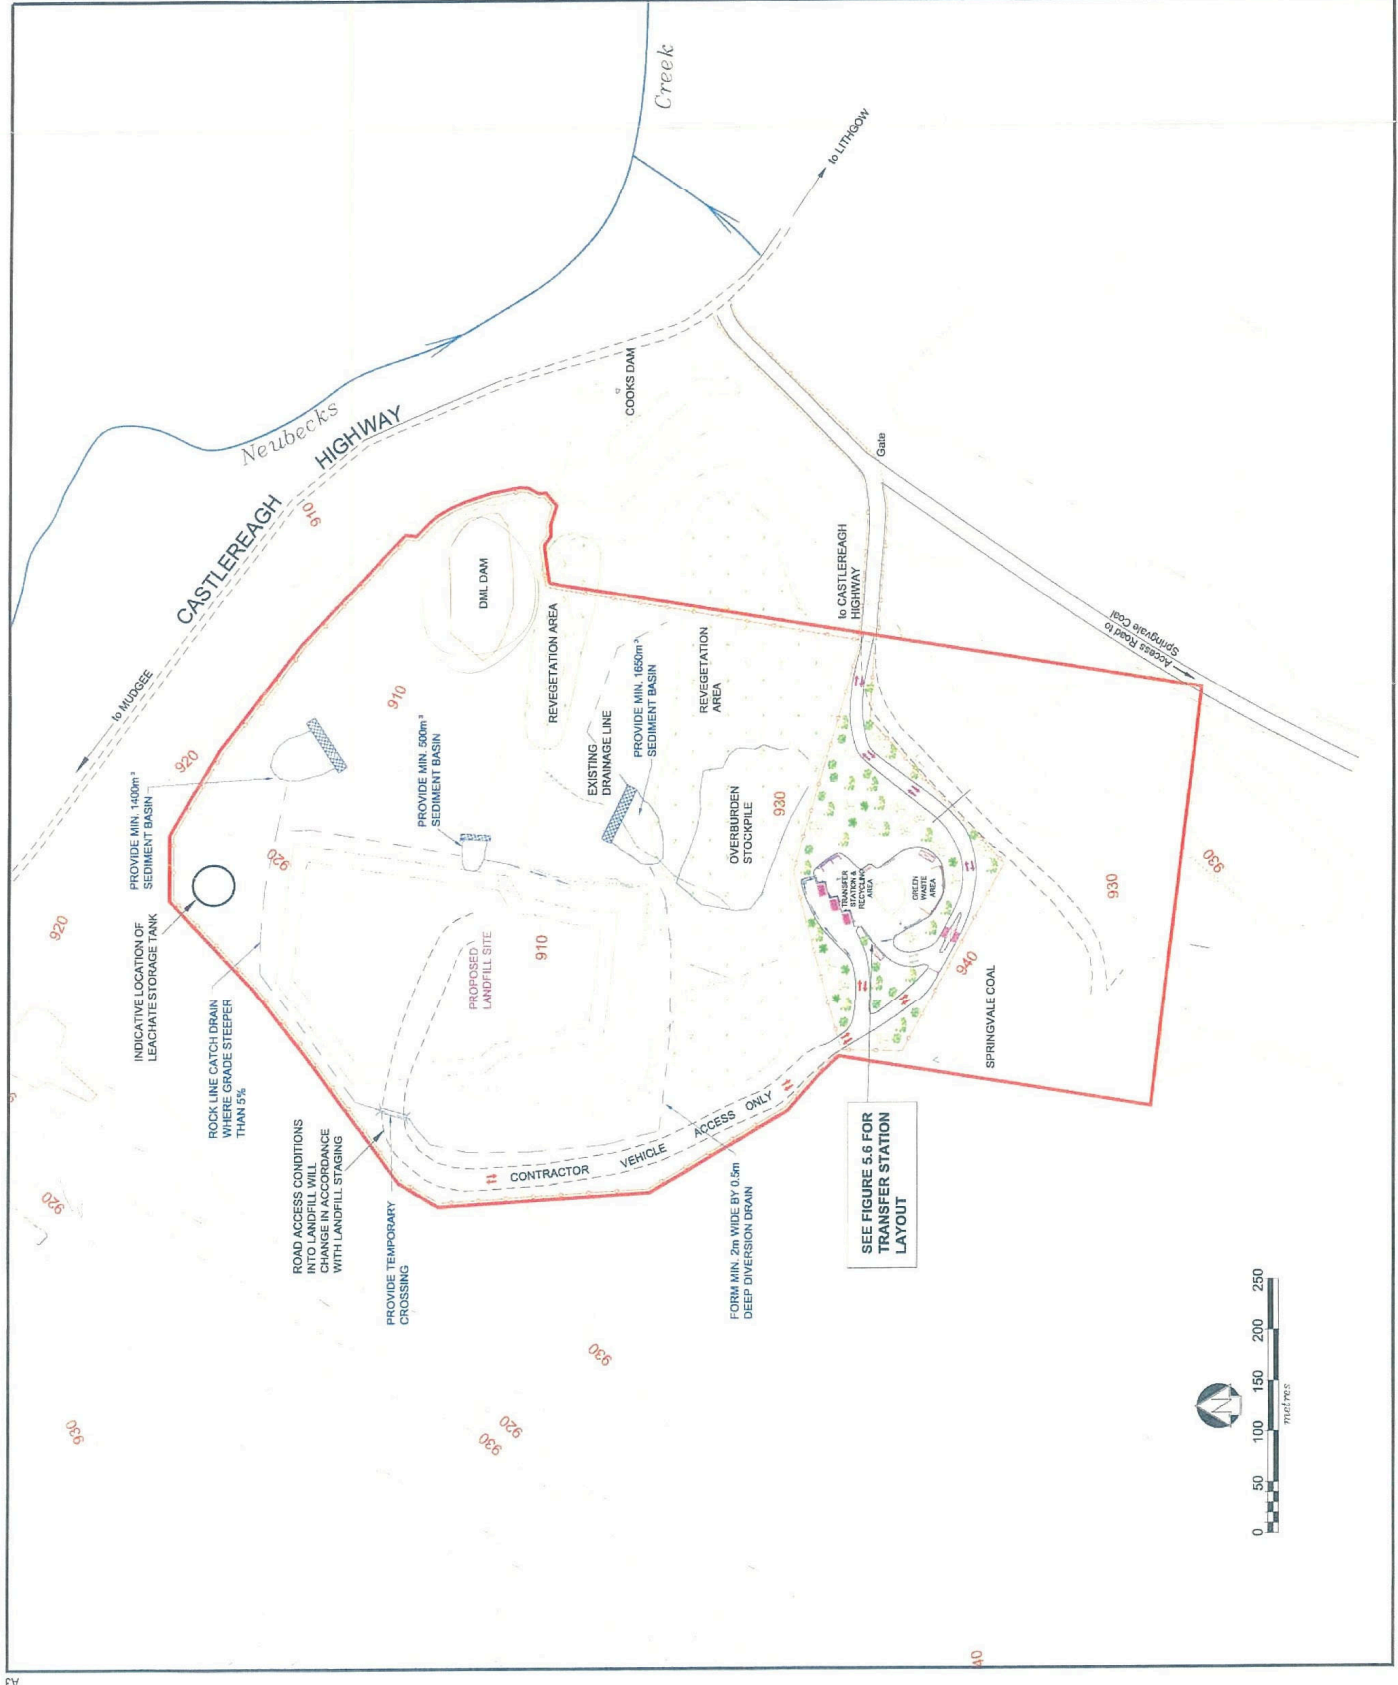 Creek
to LITHGOW
Neubecks
CASTLEREAGH
HIGHWAY
to MUDGEE
910
COOKS DAM
Gate
Access Road to
Springvale Coal
to CASTLEREAGH
HIGHWAY
DML DAM
REVEGETATION AREA
REVEGETATION
AREA
910
920
PROVIDE MIN. 1400m³
SEDIMENT BASIN
PROVIDE MIN. 500m³
SEDIMENT BASIN
EXISTING
DRAINAGE LINE
PROVIDE MIN. 1650m³
SEDIMENT BASIN
OVERBURDEN
STOCKPILE
930
920
920
INDICATIVE LOCATION OF
LEACHATE STORAGE TANK
ROCK LINE CATCH DRAIN
WHERE GRADE STEEPER
THAN 5%
PROPOSED
LANDFILL SITE
910
TRANSFER
STATION &
RECYCLING
AREA
GREEN
WASTE
AREA
930
930
940
SPRINGVALE COAL
ROAD ACCESS CONDITIONS
INTO LANDFILL WILL
CHANGE IN ACCORDANCE
WITH LANDFILL STAGING
CONTRACTOR VEHICLE ACCESS ONLY
PROVIDE TEMPORARY
CROSSING
FORM MIN. 2m WIDE BY 0.5m
DEEP DIVERSION DRAIN
SEE FIGURE 5.6 FOR
TRANSFER STATION
LAYOUT
920
930
930
920
930
N
0 50 100 150 200 250
metres
40
A3